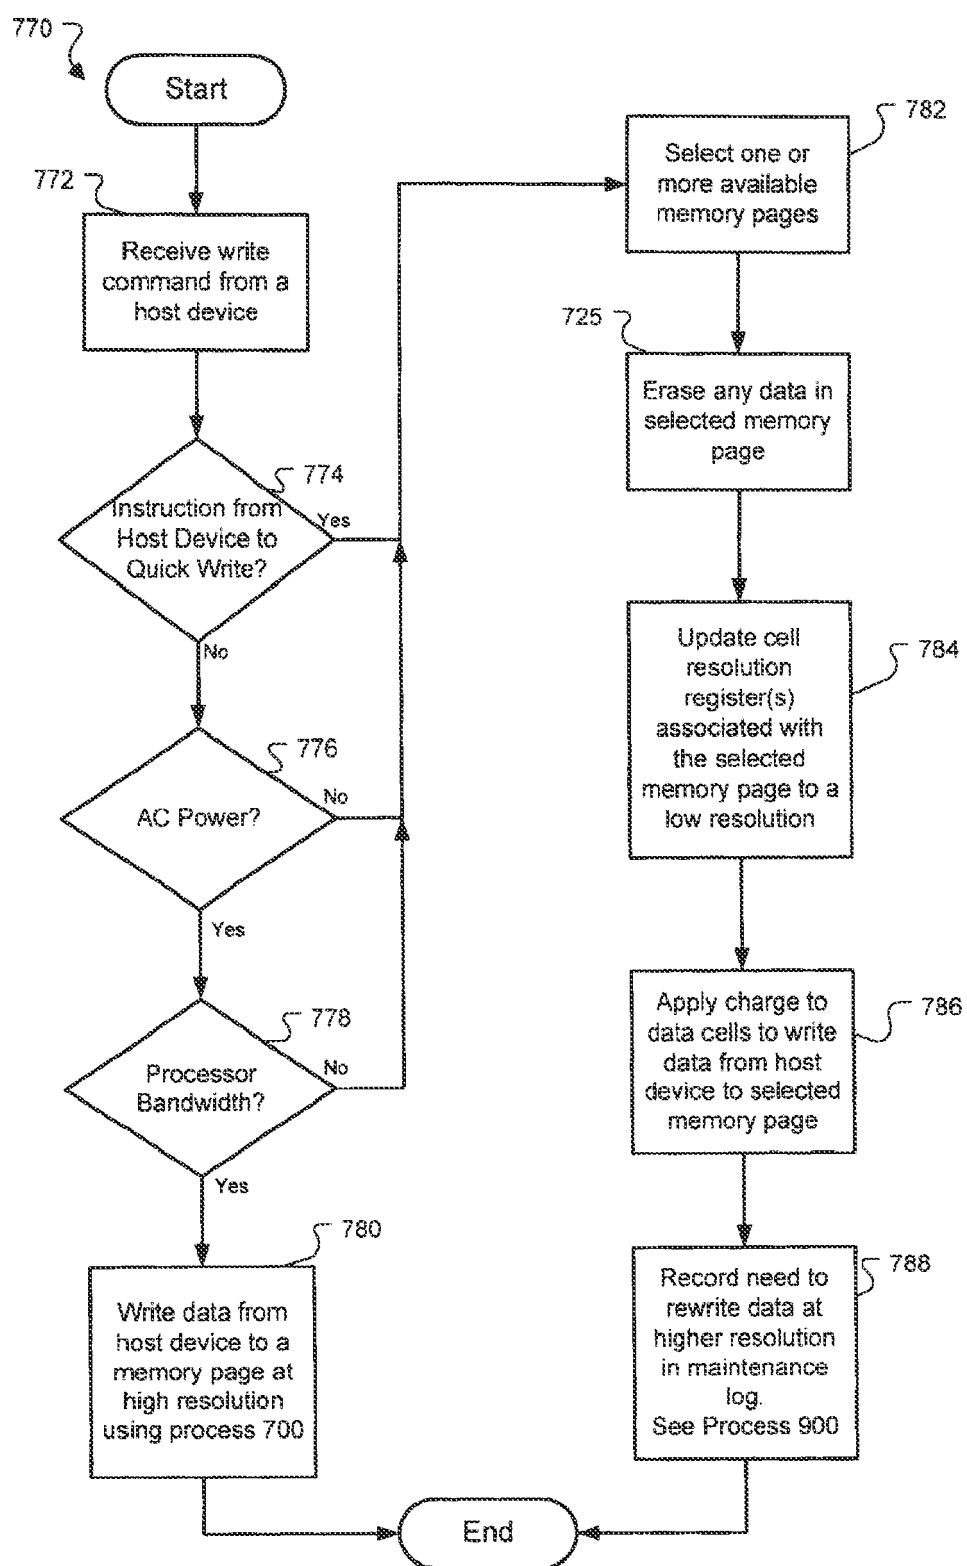 770
Start
772
Receive write
command from a
host device
774
Instruction from
Host Device to
Quick Write?
Yes
No
776
AC Power?
No
Yes
778
Processor
Bandwidth?
No
Yes
780
Write data from
host device to a
memory page at
high resolution
using process 700
782
Select one or
more available
memory pages
725
Erase any data in
selected memory
page
784
Update cell
resolution
register(s)
associated with
the selected
memory page to a
low resolution
786
Apply charge to
data cells to write
data from host
device to selected
memory page
788
Record need to
rewrite data at
higher resolution
in maintenance
log.
See Process 900
End